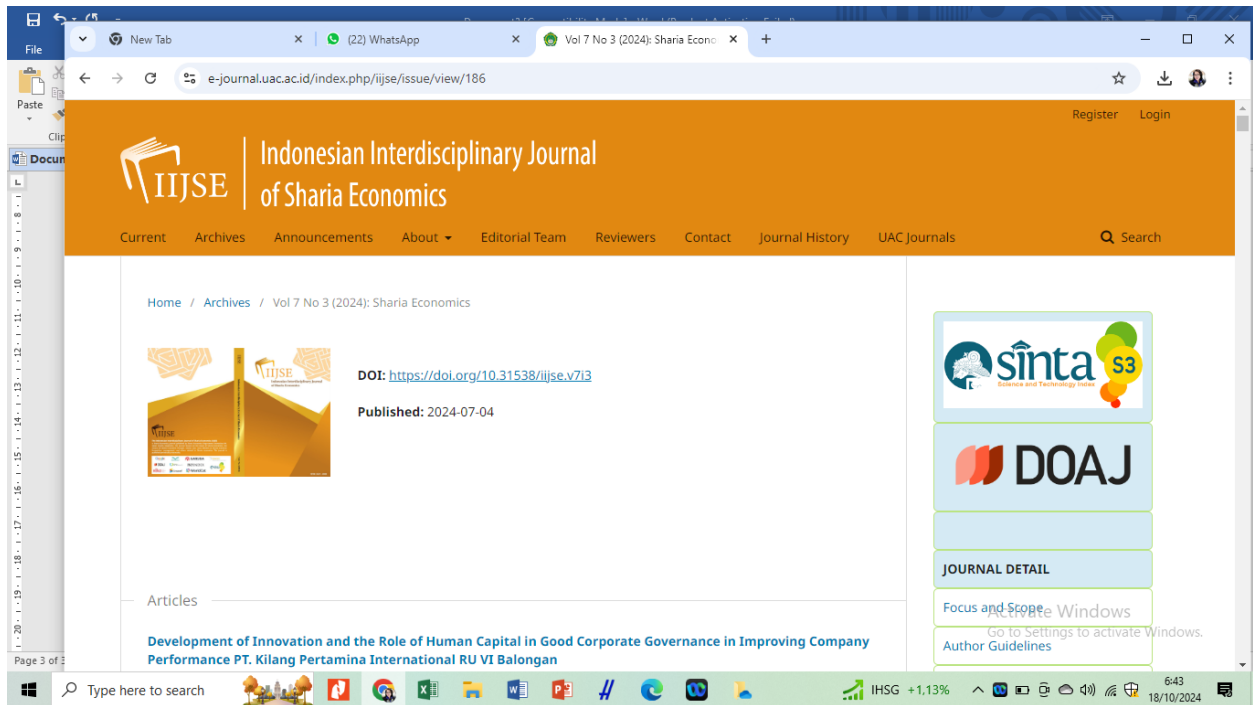 File
Paste
Clip
Docum
Page 3 of 3
New Tab
(22) WhatsApp
Vol 7 No 3 (2024): Sharia Econo
e-journal.uac.ac.id/index.php/iijse/issue/view/186
Register Login
IIJSE
Indonesian Interdisciplinary Journal
of Sharia Economics
Current Archives Announcements About Editorial Team Reviewers Contact Journal History UAC Journals Search
Home / Archives / Vol 7 No 3 (2024): Sharia Economics
IIJSE
DOI: https://doi.org/10.31538/iijse.v7i3
Published: 2024-07-04
Articles
Development of Innovation and the Role of Human Capital in Good Corporate Governance in Improving Company
Performance PT. Kilang Pertamina International RU VI Balongan
sinta S3
Science and Technology Index
DOAJ
JOURNAL DETAIL
Focus and Scope
Author Guidelines
Activate Windows
Go to Settings to activate Windows.
Type here to search
IHSG +1,13%
6:43
18/10/2024